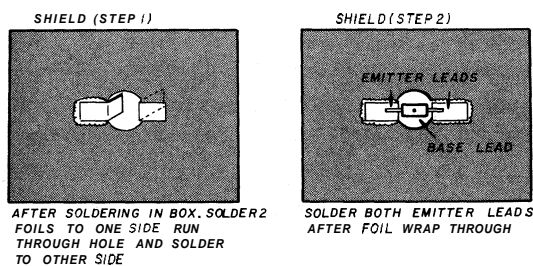 SHIELD (STEP 1)
AFTER SOLDERING IN BOX. SOLDER 2
FOILS TO ONE SIDE RUN
THROUGH HOLE AND SOLDER
TO OTHER SIDE
SHIELD (STEP 2)
EMITTER LEADS
BASE LEAD
SOLDER BOTH EMITTER LEADS
AFTER FOIL WRAP THROUGH